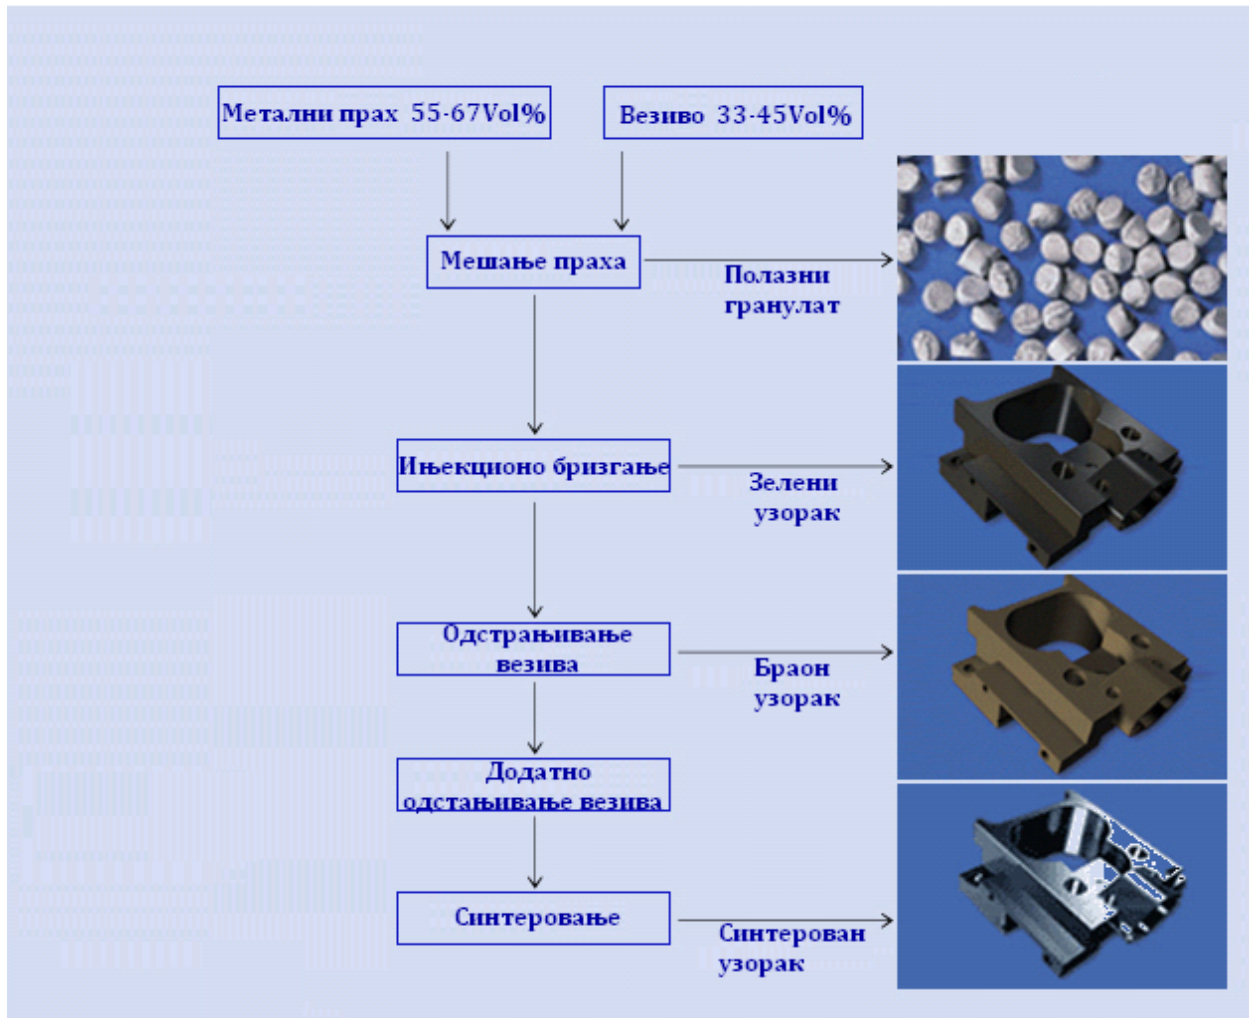 Метални прах 55-67Vol%
Везиво 33-45Vol%
Мешање праха
Полазни
гранулат
Ињекционо бризгање
Зелени
узорак
Одстрањивање
везива
Браон
узорак
Додатно
одстањивање везива
Синтеровање
Синтерован
узорак